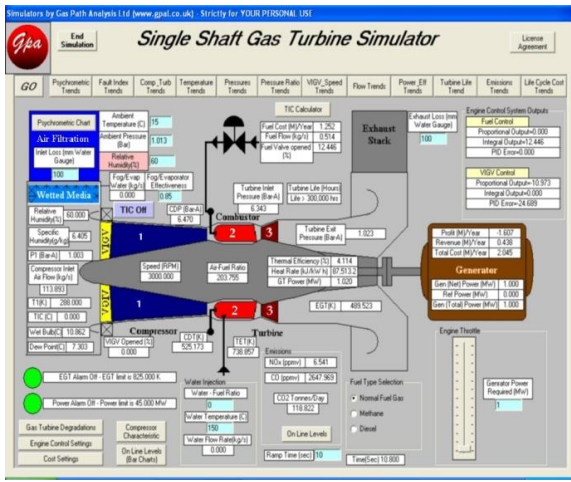 Simulators by Gas Path Analysis Ltd (www.gpal.co.uk) - Strictly for YOUR PERSONAL USE
Gpa
End Simulation
Single Shaft Gas Turbine Simulator
License Agreement
GO
Psychrometric Trends
Fault Index Trends
Comp_Turb Trends
Temperature Trends
Pressures Trends
Pressure Ratio Trends
VIGV_Speed Trends
Flow Trends
Power_Eff Trends
Turbine Life Trend
Emissions Trends
Life Cycle Cost Trends
Psychrometric Chart
Ambient Temperature (C) 15
Air Filtration
Ambient Pressure (Bar) 1.013
Inlet Loss (mm Water Gauge)
100
Relative Humidity(%) 60
Fog/Evap Water (kg/s) 0.000
Fog/Evaporator Effectiveness 0.85
Wetted Media
TIC Off
CDP (Bar-A) 6.470
Relative Humidity(%) 60.000
Specific Humidity(g/kg) 6.405
P1 (Bar-A) 1.003
Compressor Inlet Air Flow (kg/s)
113.893
T1(K) 288.000
TIC (C) 0.000
Wet Bulb(C) 10.862
Dew Point(C) 7.303
VIGV
1
VIGV
1
VIGV Opened (%) 0.000
Compressor
CDT(K) 525.173
Speed (RPM) 3000.000
Air-Fuel Ratio 203.755
TIC Calculator
Fuel Cost (M)/Year 1.252
Fuel Flow (kg/s) 0.514
Fuel Valve opened (%) 12.446
Turbine Inlet Pressure (Bar-A) 6.343
Turbine Life (Hours) Life > 300,000 hrs
Combustor
2
3
2
3
Turbine Exit Pressure (Bar-A) 1.023
Thermal Efficiency (%) 4.114
Heat Rate (kJ/kW h) 87,513.2
GT Power (MW) 1.020
EGT(K) 489.523
Turbine
TET(K) 738.857
Exhaust Stack
Exhaust Loss (mm Water Gauge)
100
Engine Control System Outputs
Fuel Control
Proportional Output=0.000
Integral Output=12.446
PID Error=0.000
VIGV Control
Proportional Output=-10.973
Integral Output=0.000
PID Error=-24.689
Profit (M)/Year -1.607
Revenue (M)/Year 0.438
Total Cost (M)/Year 2.045
Generator
Gen (Net) Power (MW) 1.000
Ref Power (MW) 0.000
Gen (Total) Power (MW) 1.000
Engine Throttle
Genrator Power Required (MW)
1
EGT Alarm Off - EGT limit is 825.000 K
Power Alarm Off - Power limit is 45.000 MW
Gas Turbine Degradations
Engine Control Settings
Cost Settings
Compressor Characteristic
On Line Levels (Bar Charts)
Water Injection
Water - Fuel Ratio
0
Water Temperature (C)
150
Water Flow Rate(kg/s)
0.000
Emissions
NOx (ppmv) 6.541
CO (ppmv) 2647.969
CO2 Tonnes/Day
118.822
On Line Levels
Ramp Time (sec) 10
Fuel Type Selection
Normal Fuel Gas
Methane
Diesel
Time(Sec) 10.900